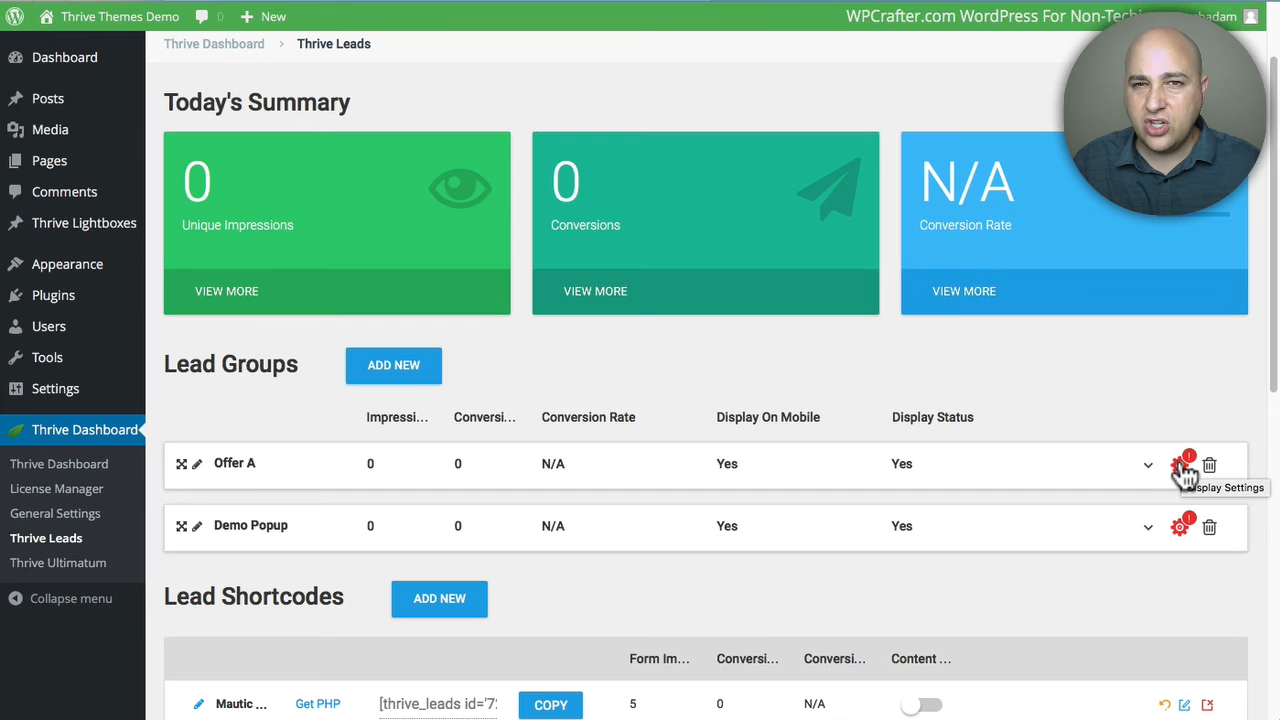 Thrive Themes Demo 0 New
WPCrafter.com WordPress For Non-Techi
hadam
Dashboard
Posts
Media
Pages
Comments
Thrive Lightboxes
Appearance
Plugins
Users
Tools
Settings
Thrive Dashboard
Thrive Dashboard
License Manager
General Settings
Thrive Leads
Thrive Ultimatum
Collapse menu
Thrive Dashboard > Thrive Leads
Today's Summary
0
Unique Impressions
VIEW MORE
0
Conversions
VIEW MORE
N/A
Conversion Rate
VIEW MORE
Lead Groups ADD NEW
Impressi... Conversi... Conversion Rate Display On Mobile Display Status
Offer A 0 0 N/A Yes Yes !
isplay Settings
Demo Popup 0 0 N/A Yes Yes !
Lead Shortcodes ADD NEW
Form Im... Conversi... Conversi... Content ...
Mautic ... Get PHP [thrive_leads id='7 COPY 5 0 N/A